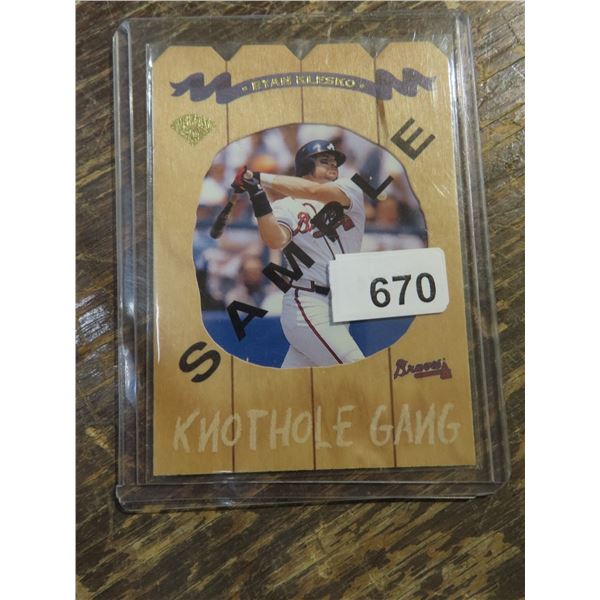 RYAN KLESKO
SAMPLE
670
Braves
KNOTHOLE GANG